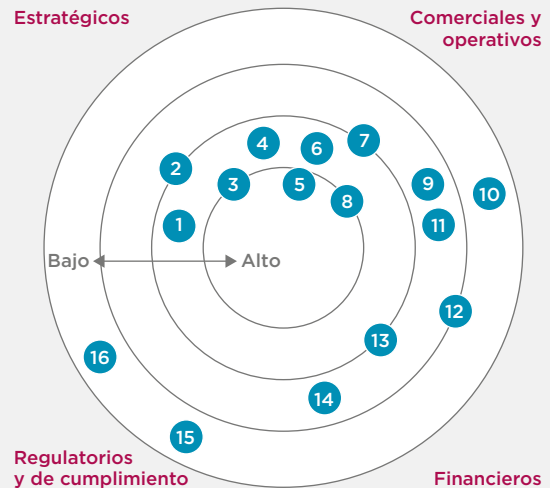 Estratégicos
Comerciales y
operativos
4
6
7
2
3
5
8
9
10
1
11
Bajo
Alto
12
13
16
14
15
Regulatorios
y de cumplimiento
Financieros